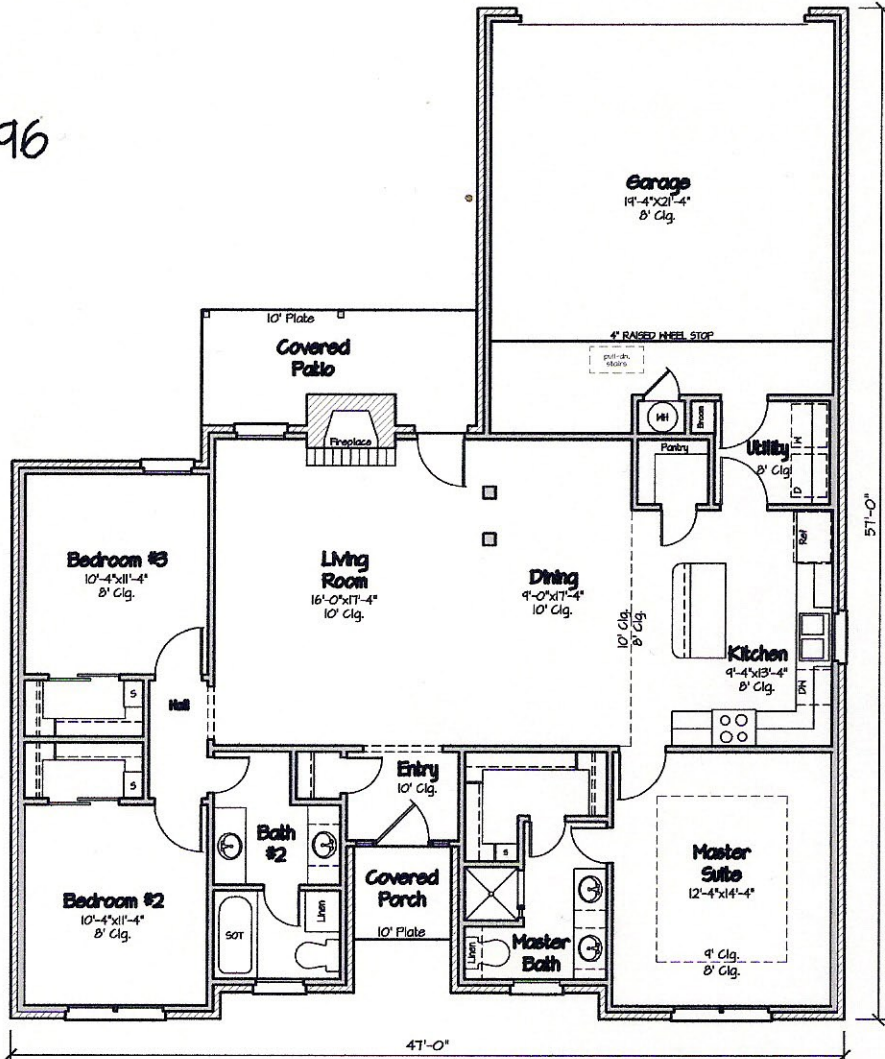 96
Garage
19'-4"X21'-4"
8' Clg.
4" RAISED WHEEL STOP
pull-dn.
stairs
10' Plate
Covered
Patio
Fireplace
WH
Broom
Pantry
Utility
8' Clg.
W
D
57'-0"
Bedroom #3
10'-4"x11'-4"
8' Clg.
Living
Room
16'-0"x17'-4"
10' Clg.
Dining
9'-0"x17'-4"
10' Clg.
10' Clg.
8' Clg.
Ref
Kitchen
9'-4"x13'-4"
8' Clg.
DW
S
Hall
S
Entry
10' Clg.
Bath
#2
S
Master
Suite
12'-4"x14'-4"
9' Clg.
8' Clg.
Bedroom #2
10'-4"x11'-4"
8' Clg.
SOT
Linen
Covered
Porch
10' Plate
Linen
Master
Bath
47'-0"